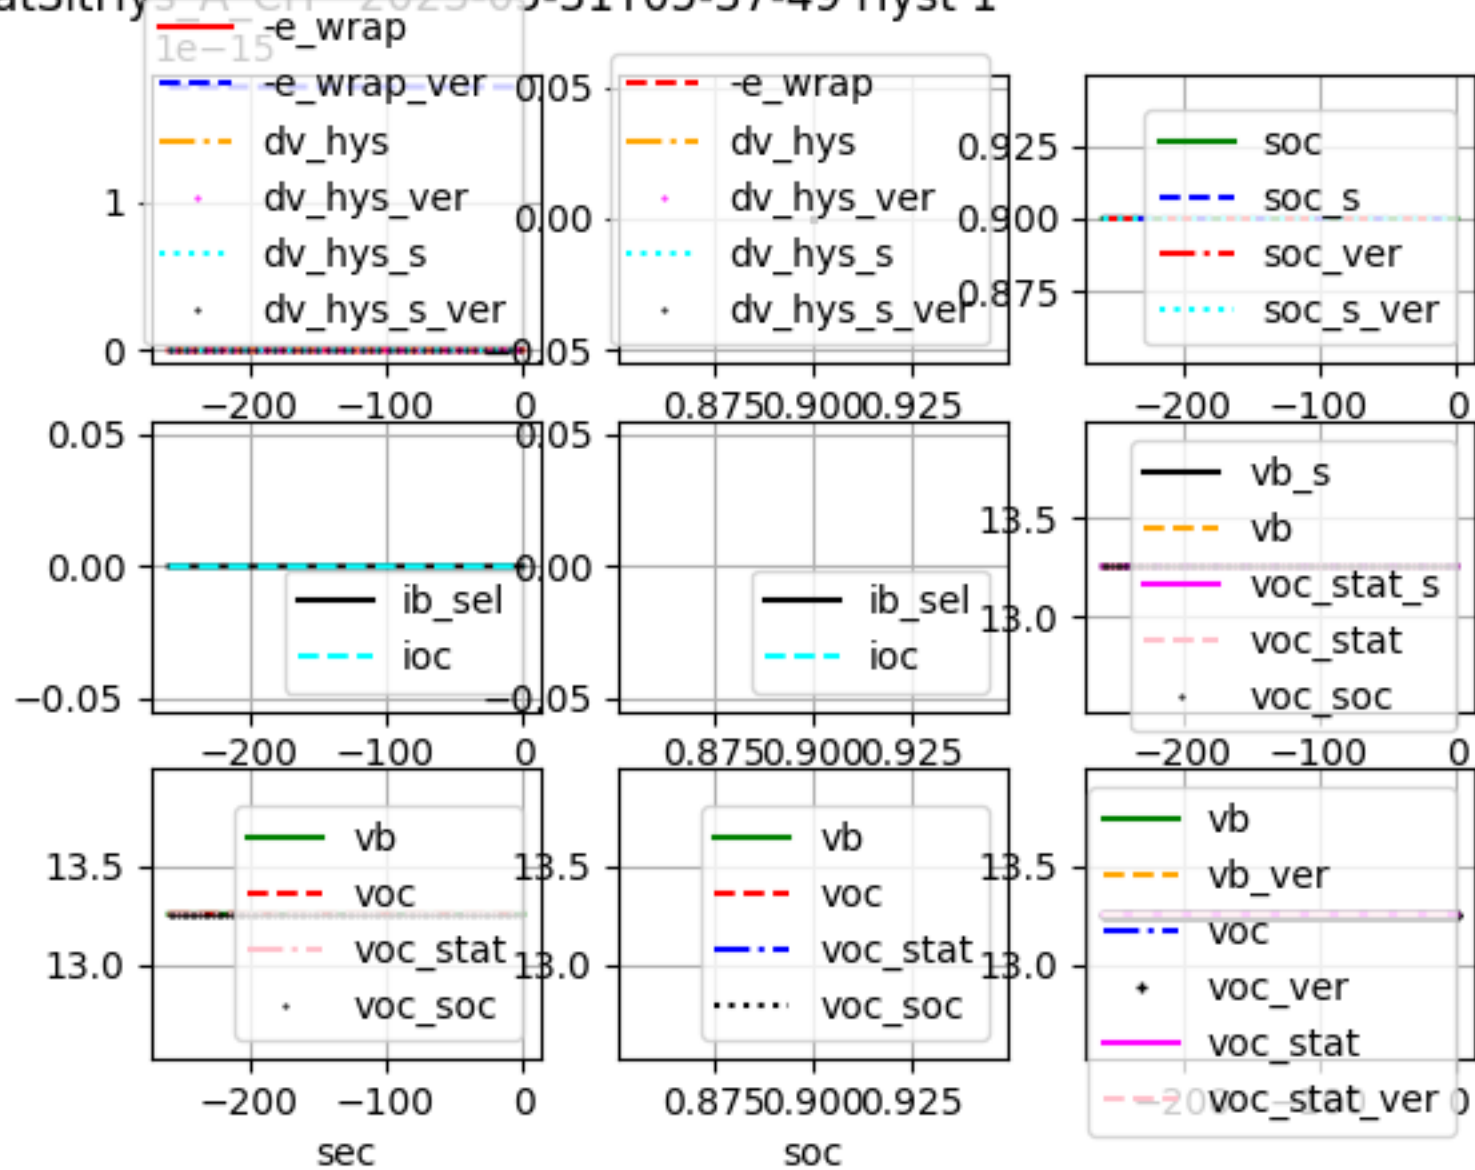 Hyst 1
1e−15
-e_wrap
-e_wrap_ver
dv_hys
dv_hys_ver
dv_hys_s
dv_hys_s_ver
1
0
−200 −100 0
-e_wrap
dv_hys
dv_hys_ver
dv_hys_s
dv_hys_s_ver
0.05
0.00
−0.05
0.875 0.900 0.925
soc
soc_s
soc_ver
soc_s_ver
0.925
0.900
0.875
−200 −100 0
0.05
0.00
−0.05
ib_sel
ioc
−200 −100 0
0.05
0.00
−0.05
ib_sel
ioc
0.875 0.900 0.925
13.5
13.0
vb_s
vb
voc_stat_s
voc_stat
voc_soc
−200 −100 0
13.5
13.0
vb
voc
voc_stat
voc_soc
−200 −100 0
sec
13.5
13.0
vb
voc
voc_stat
voc_soc
0.875 0.900 0.925
soc
13.5
13.0
vb
vb_ver
voc
voc_ver
voc_stat
voc_stat_ver
−200 0